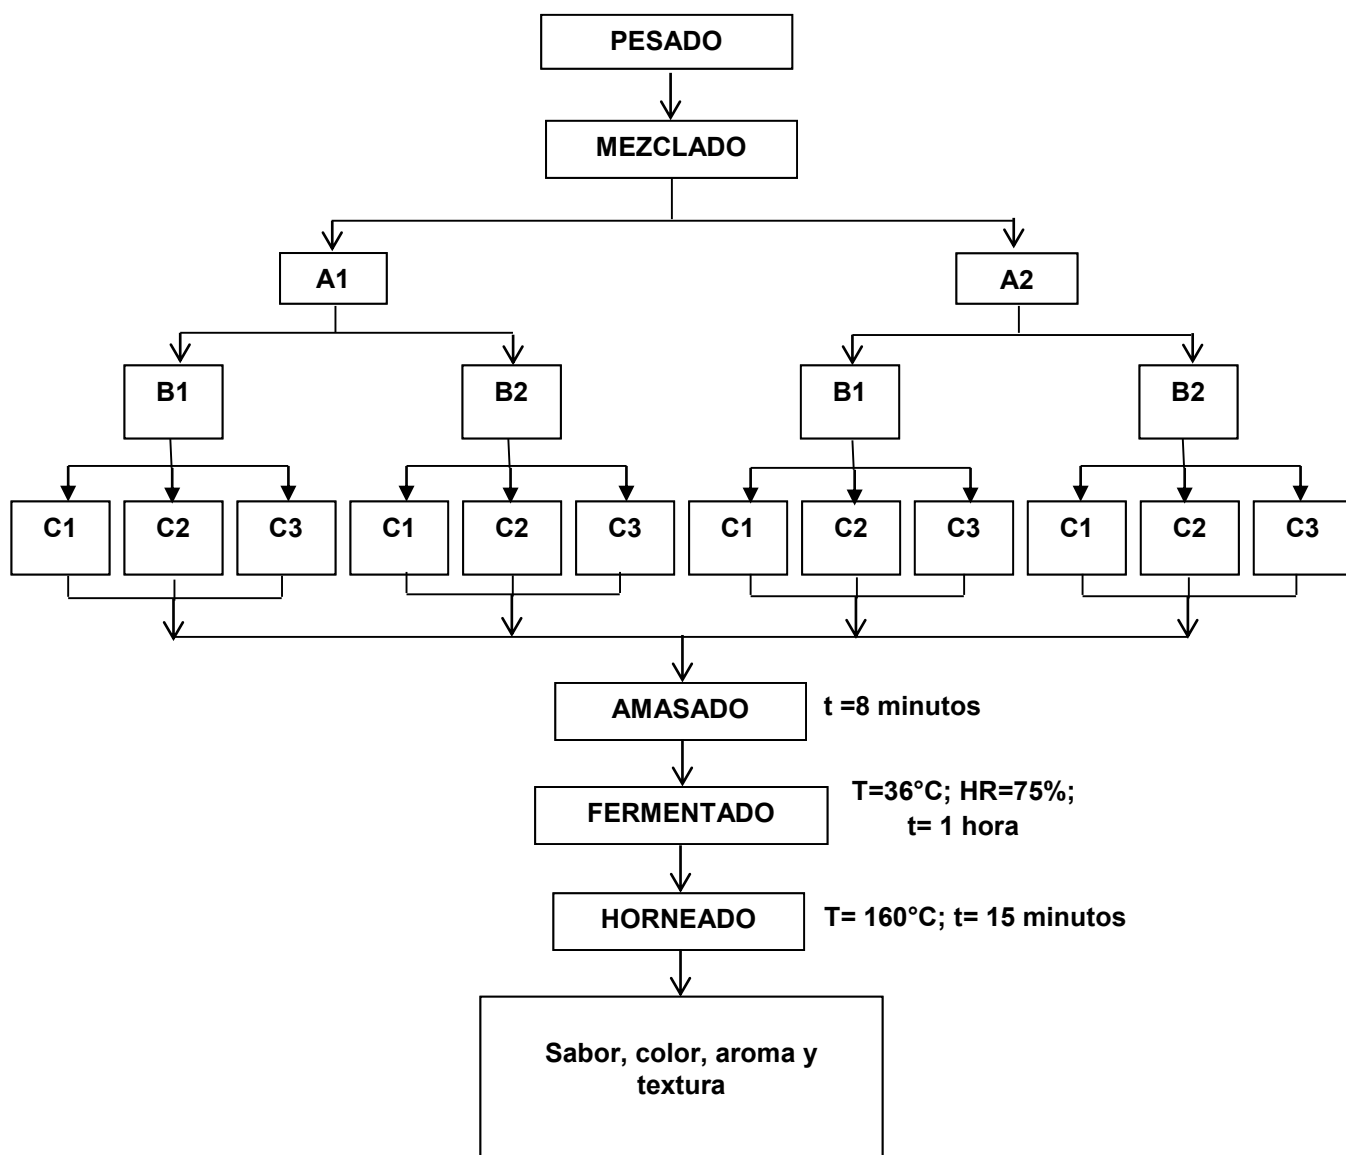 PESADO
MEZCLADO
A1
A2
B1
B2
B1
B2
C1
C2
C3
C1
C2
C3
C1
C2
C3
C1
C2
C3
AMASADO
t =8 minutos
FERMENTADO
T=36°C; HR=75%;
t= 1 hora
HORNEADO
T= 160°C; t= 15 minutos
Sabor, color, aroma y
textura